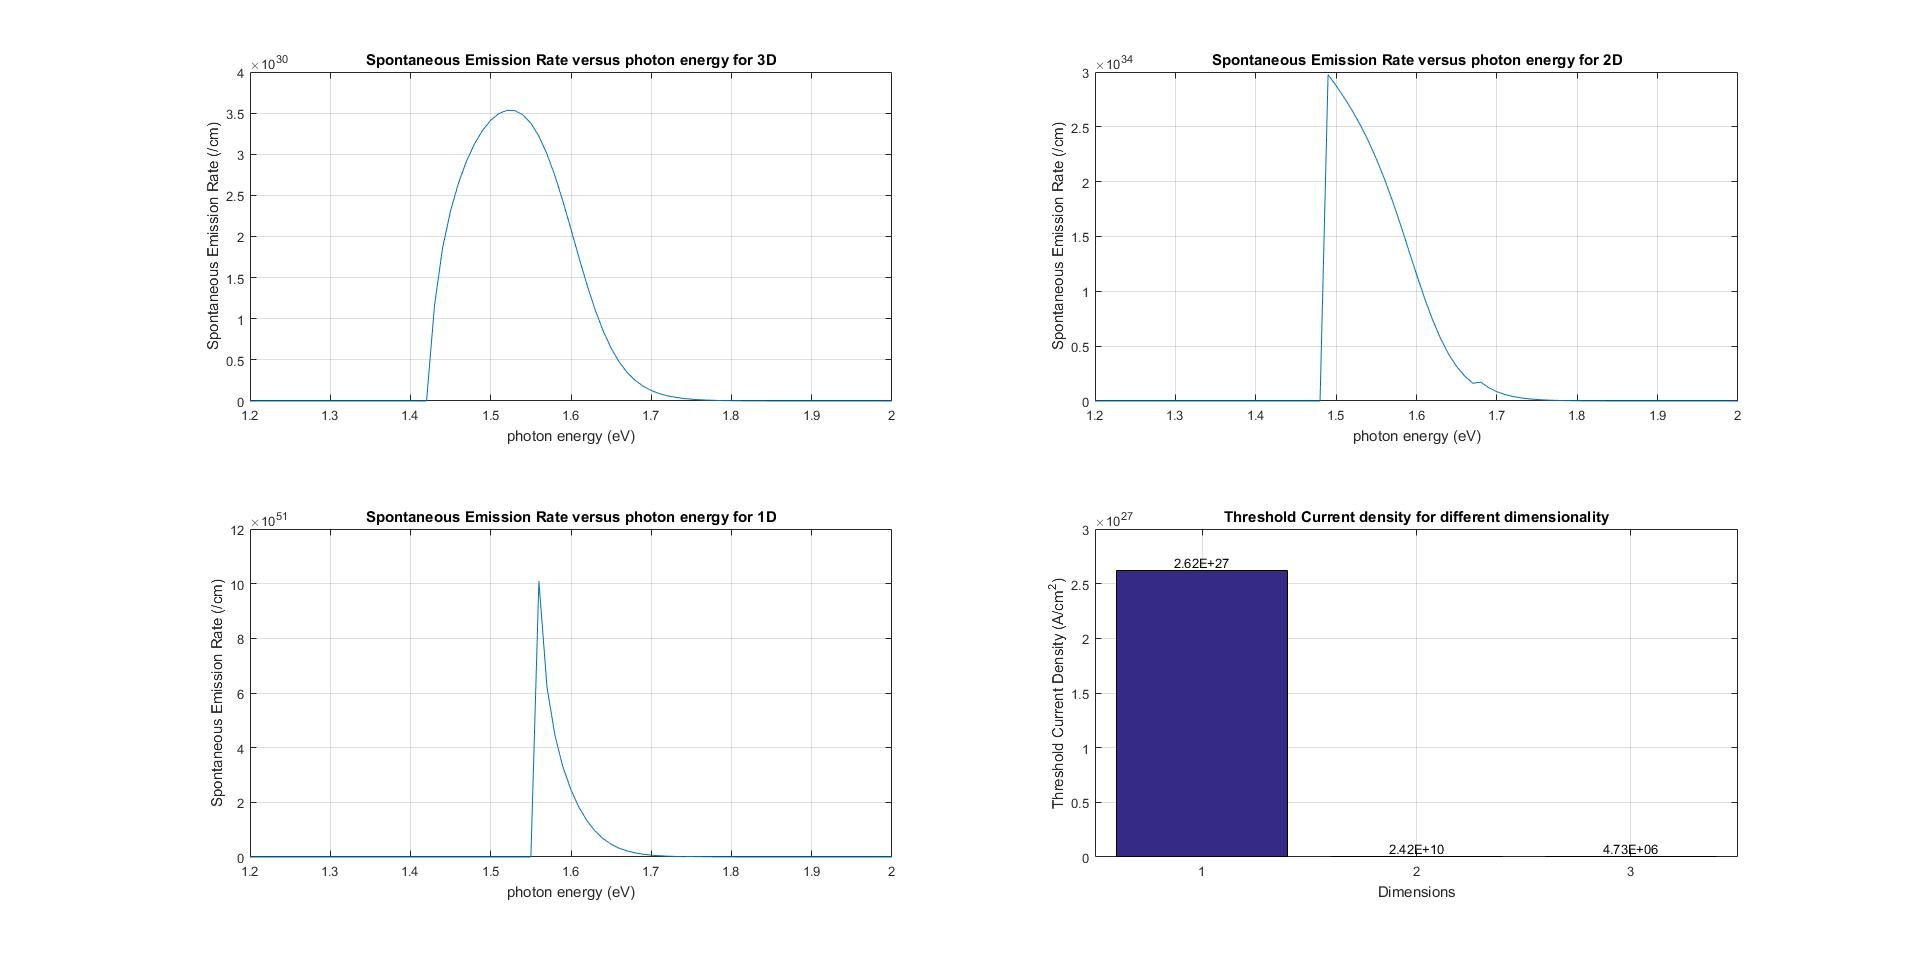 Spontaneous Emission Rate versus photon energy for 3D
×10^30
4
3.5
3
2.5
2
1.5
1
0.5
0
Spontaneous Emission Rate (/cm)
1.2 1.3 1.4 1.5 1.6 1.7 1.8 1.9 2
photon energy (eV)
Spontaneous Emission Rate versus photon energy for 2D
×10^34
3
2.5
2
1.5
1
0.5
0
Spontaneous Emission Rate (/cm)
1.2 1.3 1.4 1.5 1.6 1.7 1.8 1.9 2
photon energy (eV)
Spontaneous Emission Rate versus photon energy for 1D
×10^51
12
10
8
6
4
2
0
Spontaneous Emission Rate (/cm)
1.2 1.3 1.4 1.5 1.6 1.7 1.8 1.9 2
photon energy (eV)
Threshold Current density for different dimensionality
×10^27
3
2.5
2
1.5
1
0.5
0
Threshold Current Density (A/cm^2)
2.62E+27
2.42E+10
4.73E+06
1 2 3
Dimensions